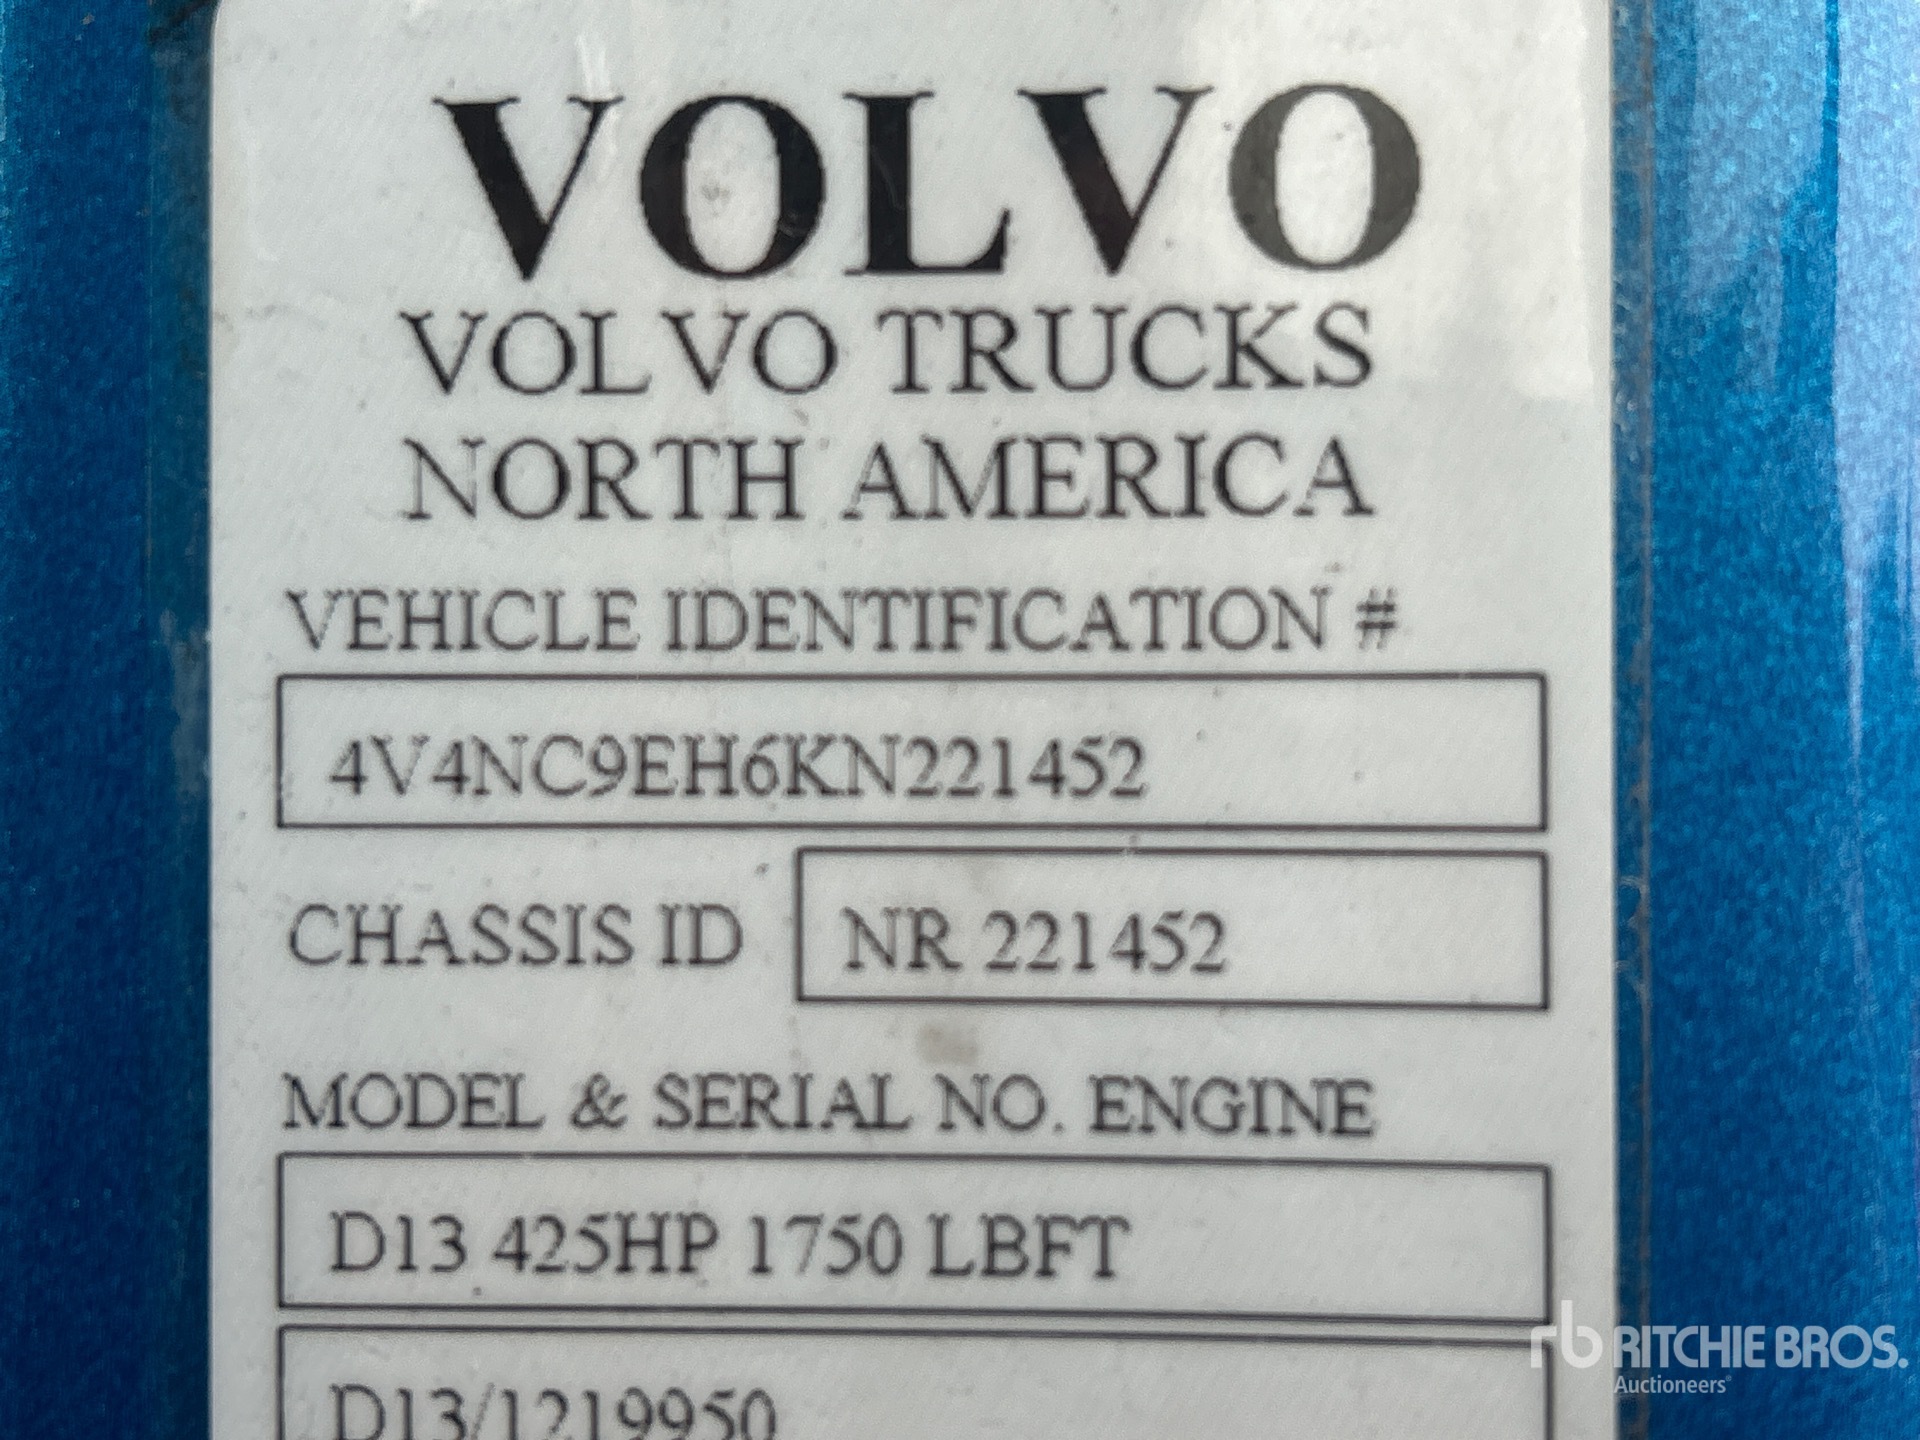 VOLVO
VOLVO TRUCKS
NORTH AMERICA
VEHICLE IDENTIFICATION #
4V4NC9EH6KN221452
CHASSIS ID NR 221452
MODEL & SERIAL NO. ENGINE
D13 425HP 1750 LBFT
D13/1219950
rb RITCHIE BROS.
Auctioneers